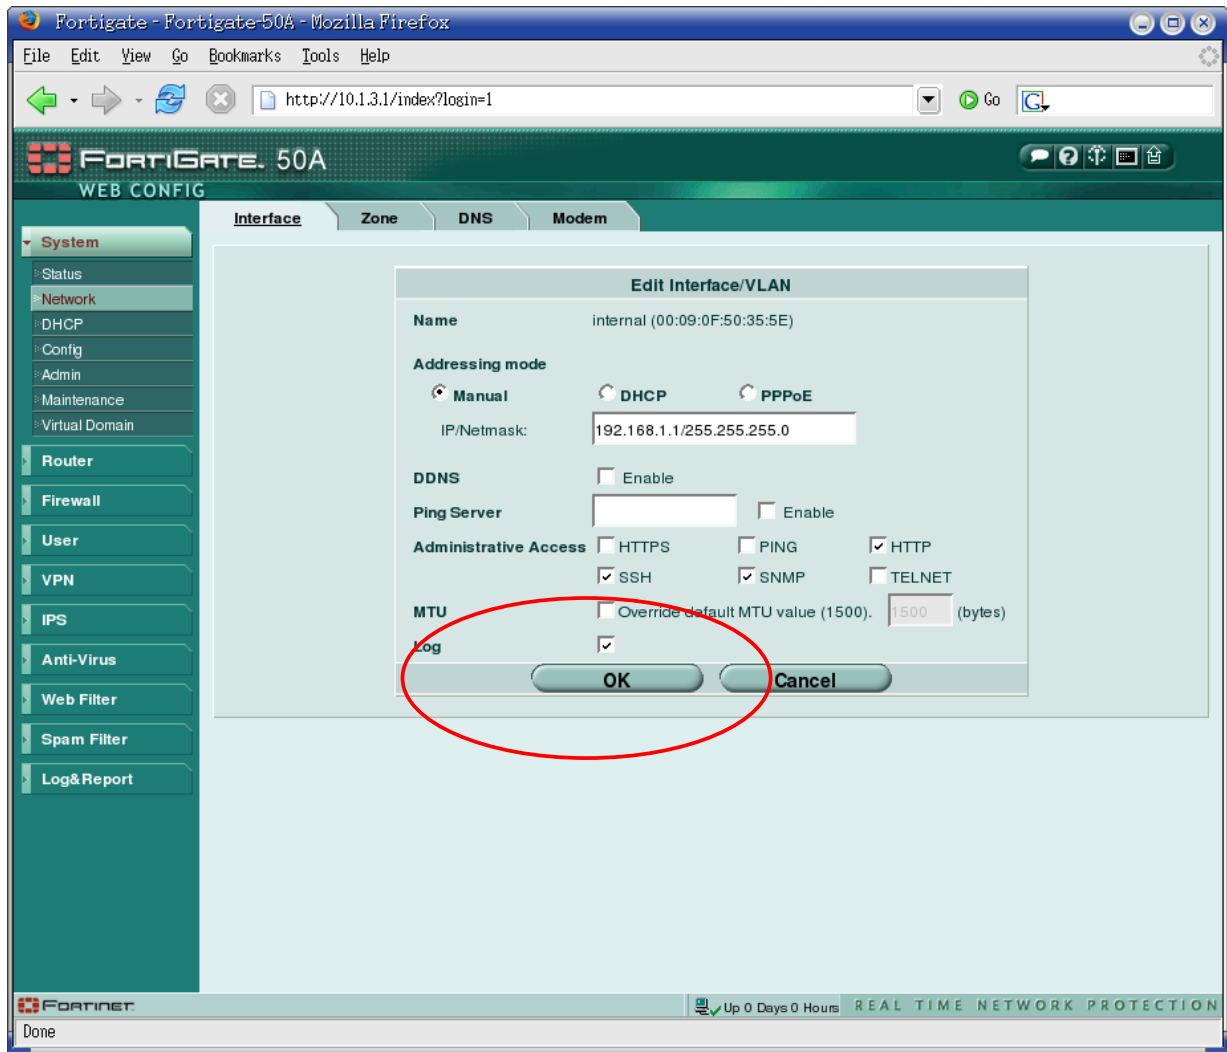 Fortigate - Fortigate-50A - Mozilla Firefox
File Edit View Go Bookmarks Tools Help
http://10.1.3.1/index?login=1 Go
FORTIGATE. 50A
WEB CONFIG
Interface Zone DNS Modem
System
Status
Network
DHCP
Config
Admin
Maintenance
Virtual Domain
Router
Firewall
User
VPN
IPS
Anti-Virus
Web Filter
Spam Filter
Log&Report
Edit Interface/VLAN
Name internal (00:09:0F:50:35:5E)
Addressing mode
Manual DHCP PPPoE
IP/Netmask: 192.168.1.1/255.255.255.0
DDNS Enable
Ping Server Enable
Administrative Access HTTPS PING HTTP
SSH SNMP TELNET
MTU Override default MTU value (1500). 1500 (bytes)
Log
OK Cancel
FORTINET. Up 0 Days 0 Hours REAL TIME NETWORK PROTECTION
Done